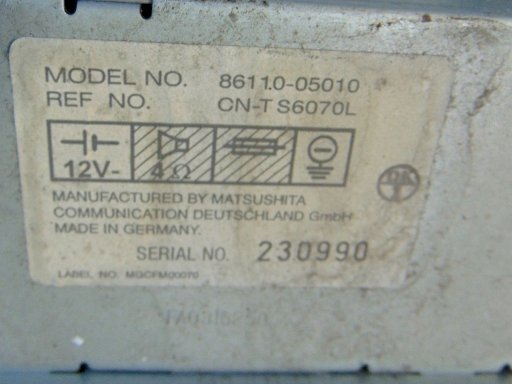 MODEL NO. 86110-05010
REF NO. CN-TS6070L
12V- 4Ω
MANUFACTURED BY MATSUSHITA
COMMUNICATION DEUTSCHLAND GmbH
MADE IN GERMANY.
SERIAL NO. 230990
LABEL NO. MGCFM00070